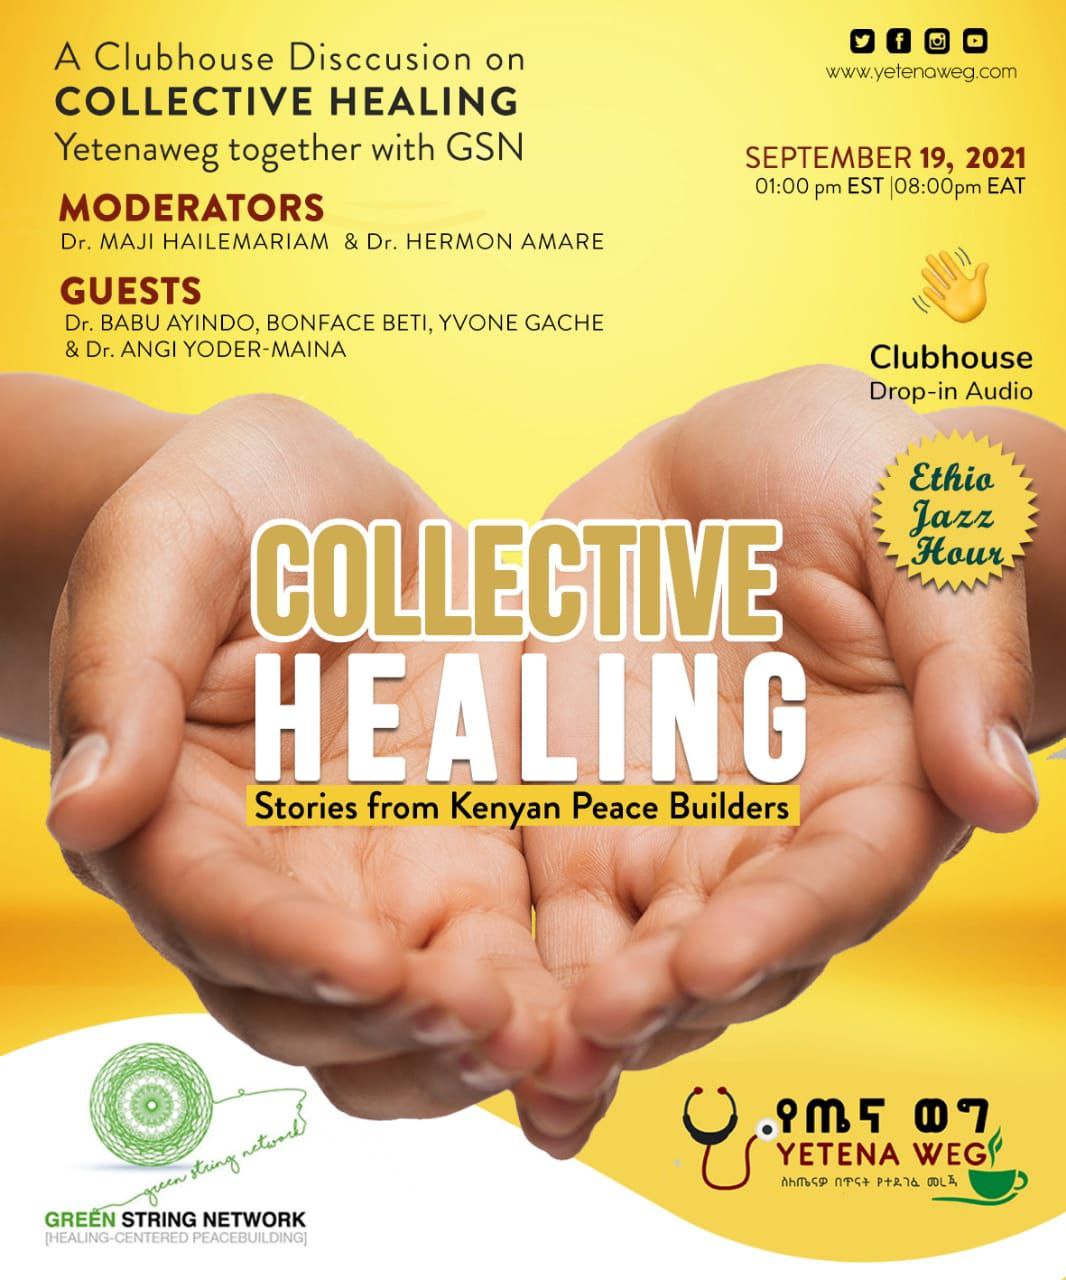 A Clubhouse Disccusion on
COLLECTIVE HEALING
Yetenaweg together with GSN
MODERATORS
Dr. MAJI HAILEMARIAM & Dr. HERMON AMARE
GUESTS
Dr. BABU AYINDO, BONFACE BETI, YVONE GACHE
& Dr. ANGI YODER-MAINA
www.yetenaweg.com
SEPTEMBER 19, 2021
01:00 pm EST |08:00pm EAT
Clubhouse
Drop-in Audio
Ethio
Jazz
Hour
COLLECTIVE
HEALING
Stories from Kenyan Peace Builders
green string network
GREEN STRING NETWORK
[HEALING-CENTERED PEACEBUILDING]
የጤና ወግ
YETENA WEG
ስለጤናዎ በጥናት የተደገፈ መረጃ